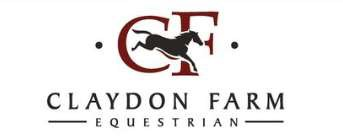 CF
CLAYDON FARM
EQUESTRIAN